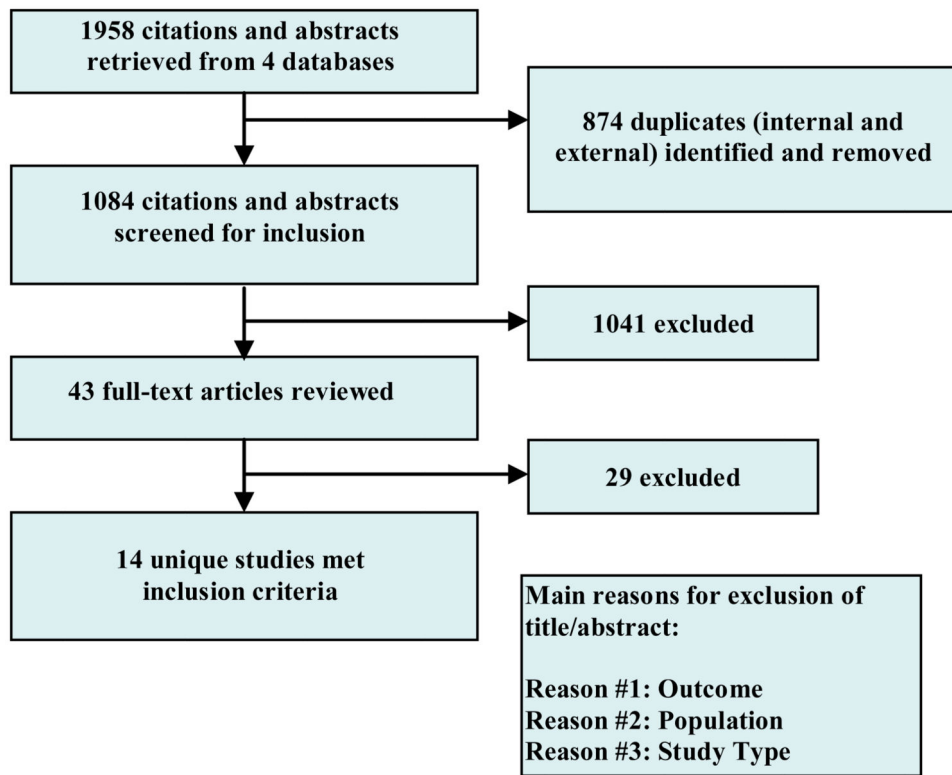 1958 citations and abstracts
retrieved from 4 databases
874 duplicates (internal and
external) identified and removed
1084 citations and abstracts
screened for inclusion
1041 excluded
43 full-text articles reviewed
29 excluded
14 unique studies met
inclusion criteria
Main reasons for exclusion of
title/abstract:
Reason #1: Outcome
Reason #2: Population
Reason #3: Study Type